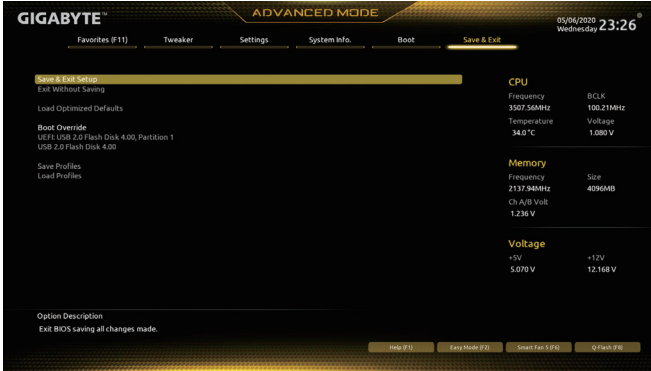 GIGABYTE™
ADVANCED MODE
05/06/2020
Wednesday 23:26
Favorites (F11) Tweaker Settings System Info. Boot Save & Exit
Save & Exit Setup
Exit Without Saving
Load Optimized Defaults
Boot Override
UEFI: USB 2.0 Flash Disk 4.00, Partition 1
USB 2.0 Flash Disk 4.00
Save Profiles
Load Profiles
CPU
Frequency BCLK
3507.56MHz 100.21MHz
Temperature Voltage
34.0 °C 1.080 V
Memory
Frequency Size
2137.94MHz 4096MB
Ch A/B Volt
1.236 V
Voltage
+5V +12V
5.070 V 12.168 V
Option Description
Exit BIOS saving all changes made.
Help (F1) Easy Mode (F2) Smart Fan 5 (F6) Q-Flash (F8)